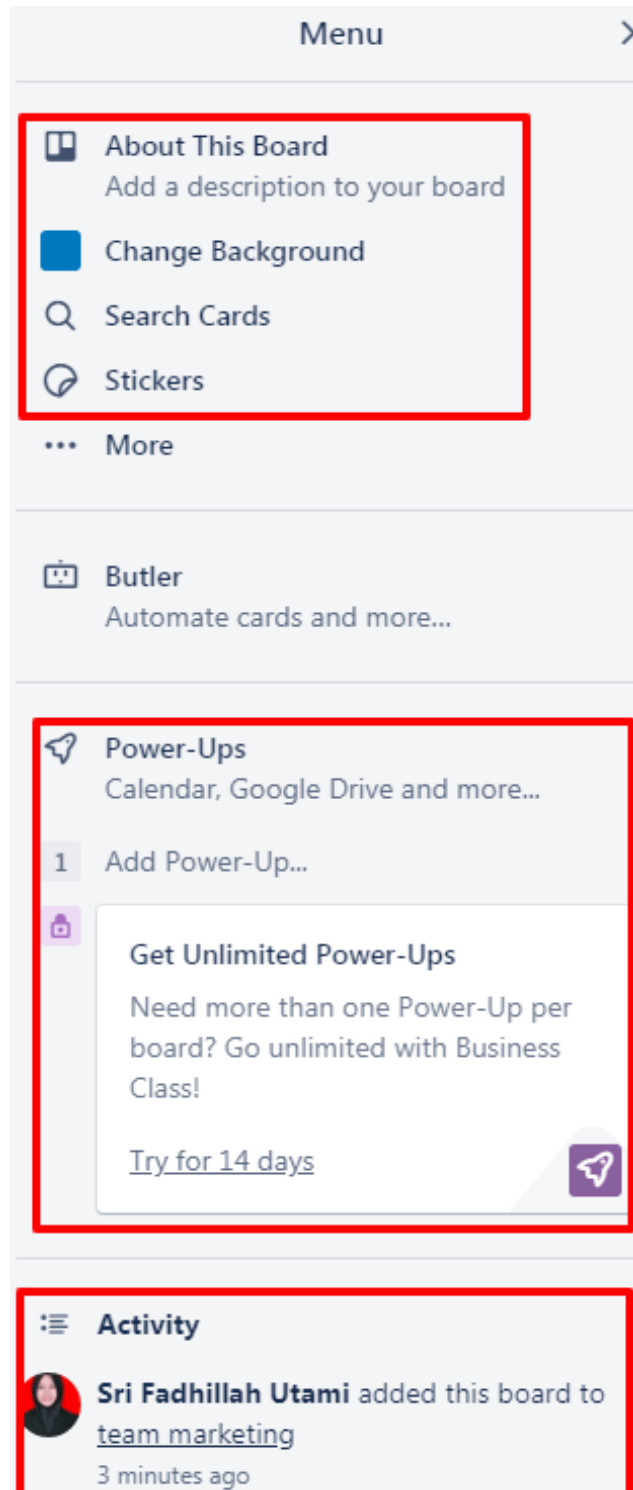 Menu
About This Board
Add a description to your board
Change Background
Search Cards
Stickers
More
Butler
Automate cards and more...
Power-Ups
Calendar, Google Drive and more...
1 Add Power-Up...
Get Unlimited Power-Ups
Need more than one Power-Up per
board? Go unlimited with Business
Class!
Try for 14 days
Activity
Sri Fadhillah Utami added this board to
team marketing
3 minutes ago